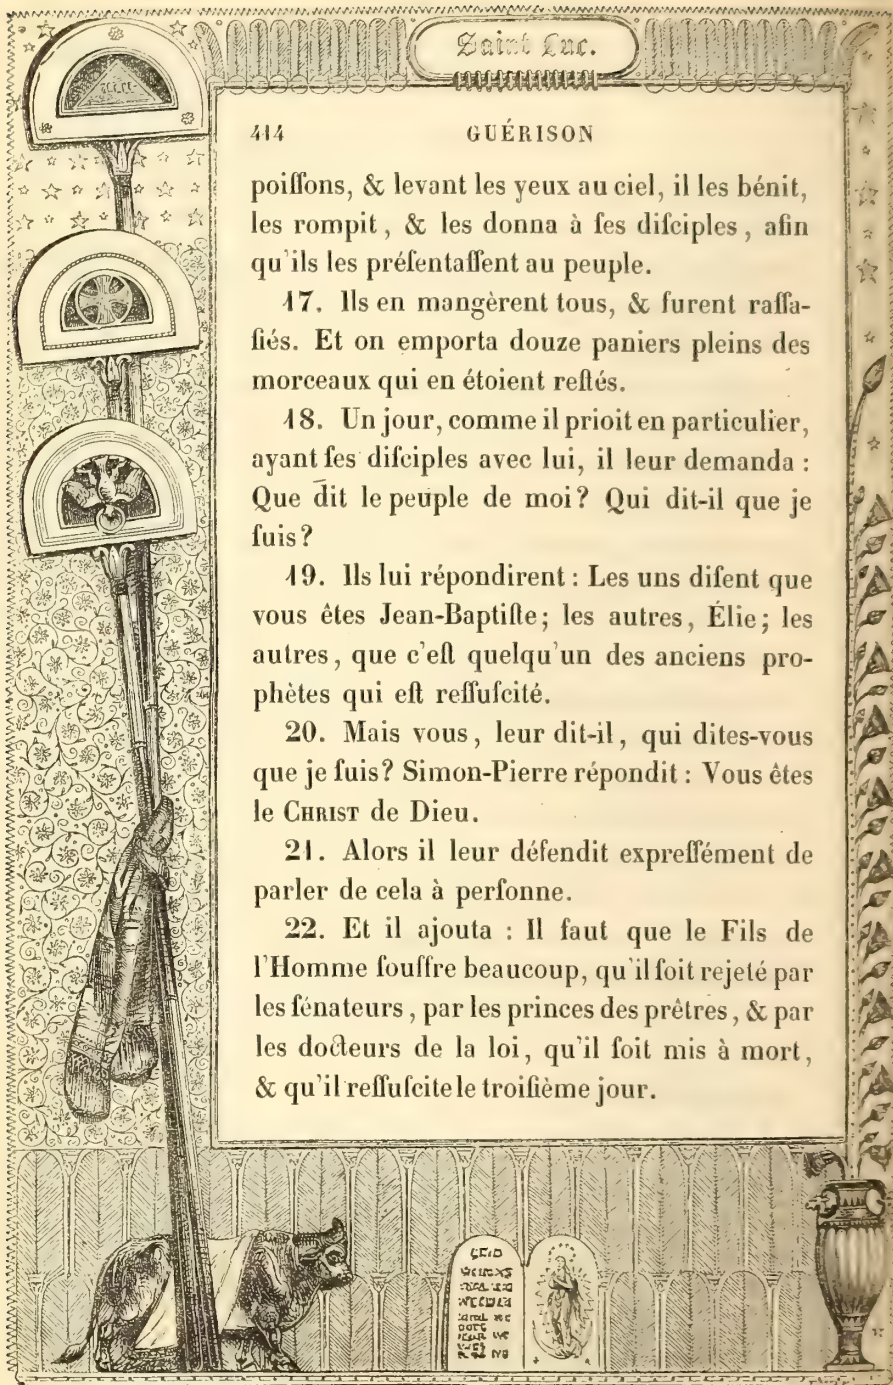 Saint Luc.
414 GUÉRISON
poiſſons, & levant les yeux au ciel, il les bénit,
les rompit, & les donna à ſes diſciples, afin
qu'ils les préſentaſſent au peuple.
17. Ils en mangèrent tous, & furent raſſa-
ſiés. Et on emporta douze paniers pleins des
morceaux qui en étoient reſtés.
18. Un jour, comme il prioit en particulier,
ayant ſes diſciples avec lui, il leur demanda :
Que dit le peuple de moi? Qui dit-il que je
ſuis?
19. Ils lui répondirent : Les uns diſent que
vous êtes Jean-Baptiſte; les autres, Élie; les
autres, que c'eſt quelqu'un des anciens pro-
phètes qui eſt reſſuſcité.
20. Mais vous, leur dit-il, qui dites-vous
que je ſuis? Simon-Pierre répondit : Vous êtes
le CHRIST de Dieu.
21. Alors il leur défendit expreſſément de
parler de cela à perſonne.
22. Et il ajouta : Il faut que le Fils de
l'Homme ſouffre beaucoup, qu'il ſoit rejeté par
les ſénateurs, par les princes des prêtres, & par
les docteurs de la loi, qu'il ſoit mis à mort,
& qu'il reſſuſcite le troiſième jour.